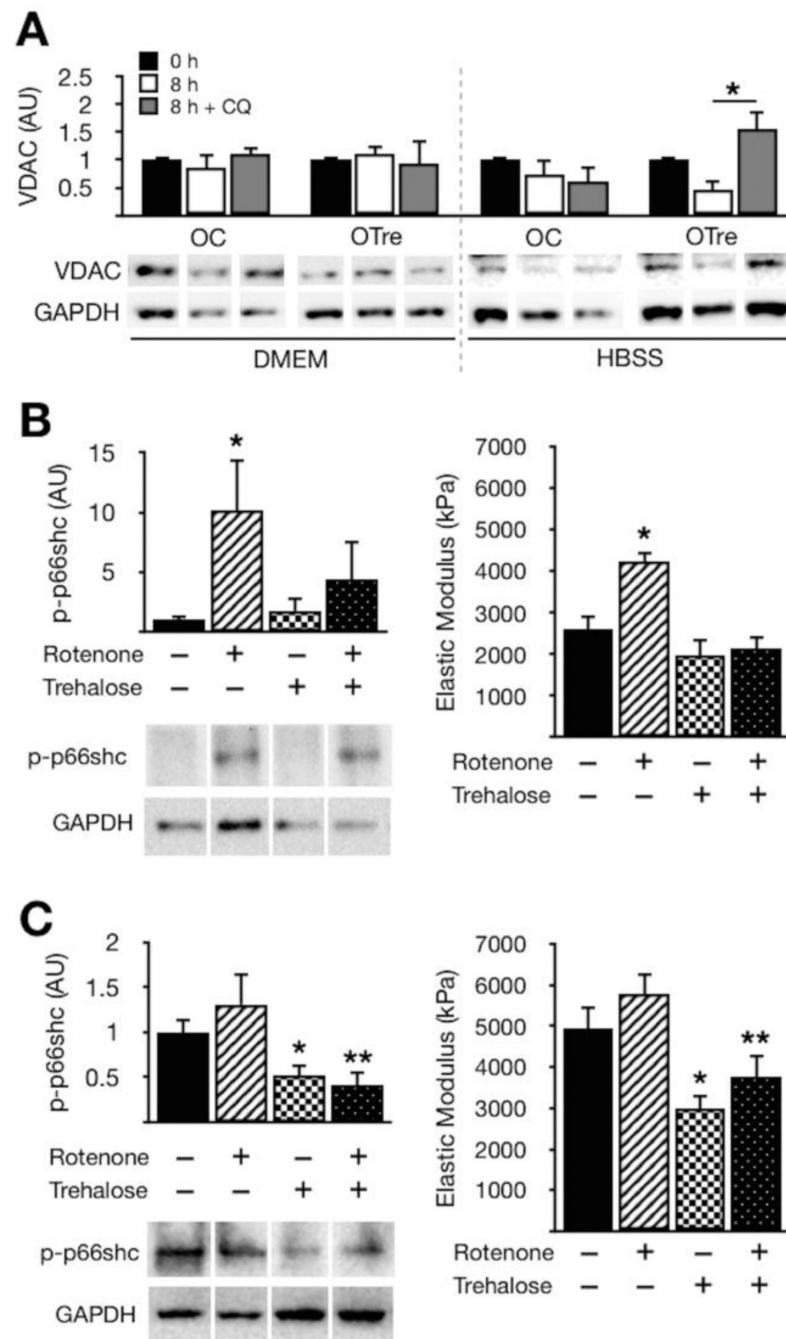 A
0 h
8 h
8 h + CQ
VDAC (AU)
2.5
2
1.5
1
0.5
*
OC OTre OC OTre
VDAC
GAPDH
DMEM HBSS
B
p-p66shc (AU)
15
10
5
*
Rotenone – + – +
Trehalose – – + +
p-p66shc
GAPDH
Elastic Modulus (kPa)
7000
6000
5000
4000
3000
2000
1000
*
Rotenone – + – +
Trehalose – – + +
C
p-p66shc (AU)
2
1.5
1
0.5
* **
Rotenone – + – +
Trehalose – – + +
p-p66shc
GAPDH
Elastic Modulus (kPa)
7000
6000
5000
4000
3000
2000
1000
* **
Rotenone – + – +
Trehalose – – + +